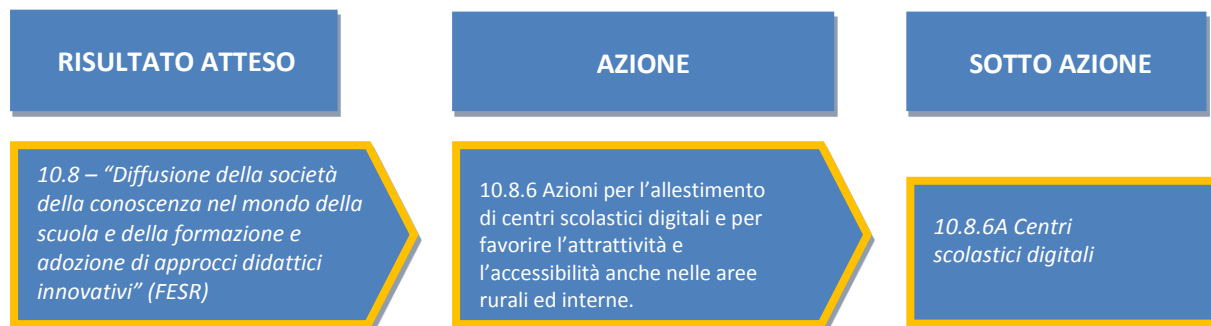 RISULTATO ATTESO
AZIONE
SOTTO AZIONE
10.8 – “Diffusione della società
della conoscenza nel mondo della
scuola e della formazione e
adozione di approcci didattici
innovativi” (FESR)
10.8.6 Azioni per l’allestimento
di centri scolastici digitali e per
favorire l’attrattività e
l’accessibilità anche nelle aree
rurali ed interne.
10.8.6A Centri
scolastici digitali